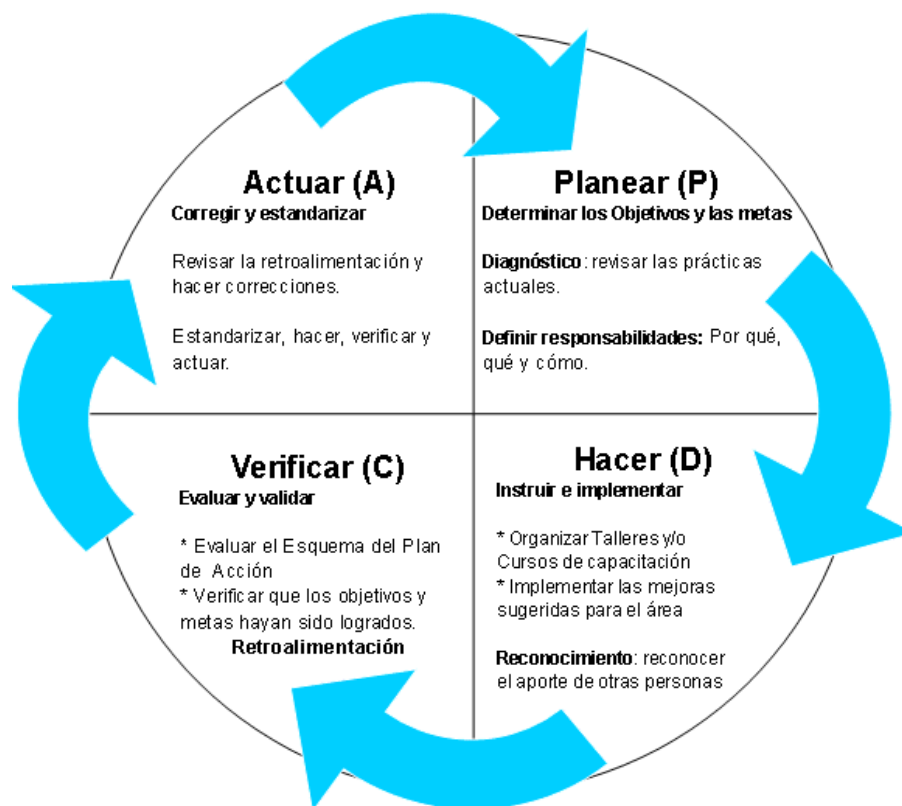 Actuar (A)
Corregir y estandarizar
Revisar la retroalimentación y
hacer correcciones.
Estandarizar, hacer, verificar y
actuar.
Planear (P)
Determinar los Objetivos y las metas
Diagnóstico: revisar las prácticas
actuales.
Definir responsabilidades: Por qué,
qué y cómo.
Verificar (C)
Evaluar y validar
* Evaluar el Esquema del Plan
de Acción
* Verificar que los objetivos y
metas hayan sido logrados.
Retroalimentación
Hacer (D)
Instruir e implementar
* Organizar Talleres y/o
Cursos de capacitación
* Implementar las mejoras
sugeridas para el área
Reconocimiento: reconocer
el aporte de otras personas